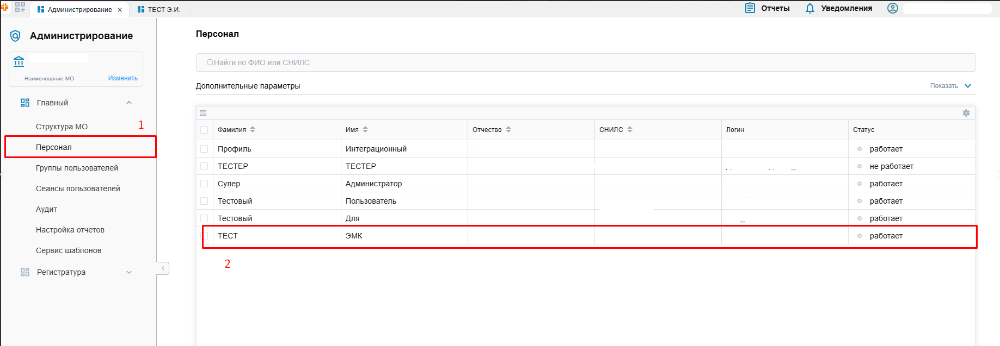 Администрирование
ТЕСТ Э.И.
Отчеты
Уведомления
Администрирование
Наименование МО
Изменить
Главный
Структура МО
1
Персонал
Группы пользователей
Сеансы пользователей
Аудит
Настройка отчетов
Сервис шаблонов
Регистратура
Персонал
Найти по ФИО или СНИЛС
Дополнительные параметры
Показать
Фамилия Имя Отчество СНИЛС Логин Статус
Профиль Интеграционный работает
ТЕСТЕР ТЕСТЕР не работает
Супер Администратор работает
Тестовый Пользователь работает
Тестовый Для работает
ТЕСТ ЭМК работает
2